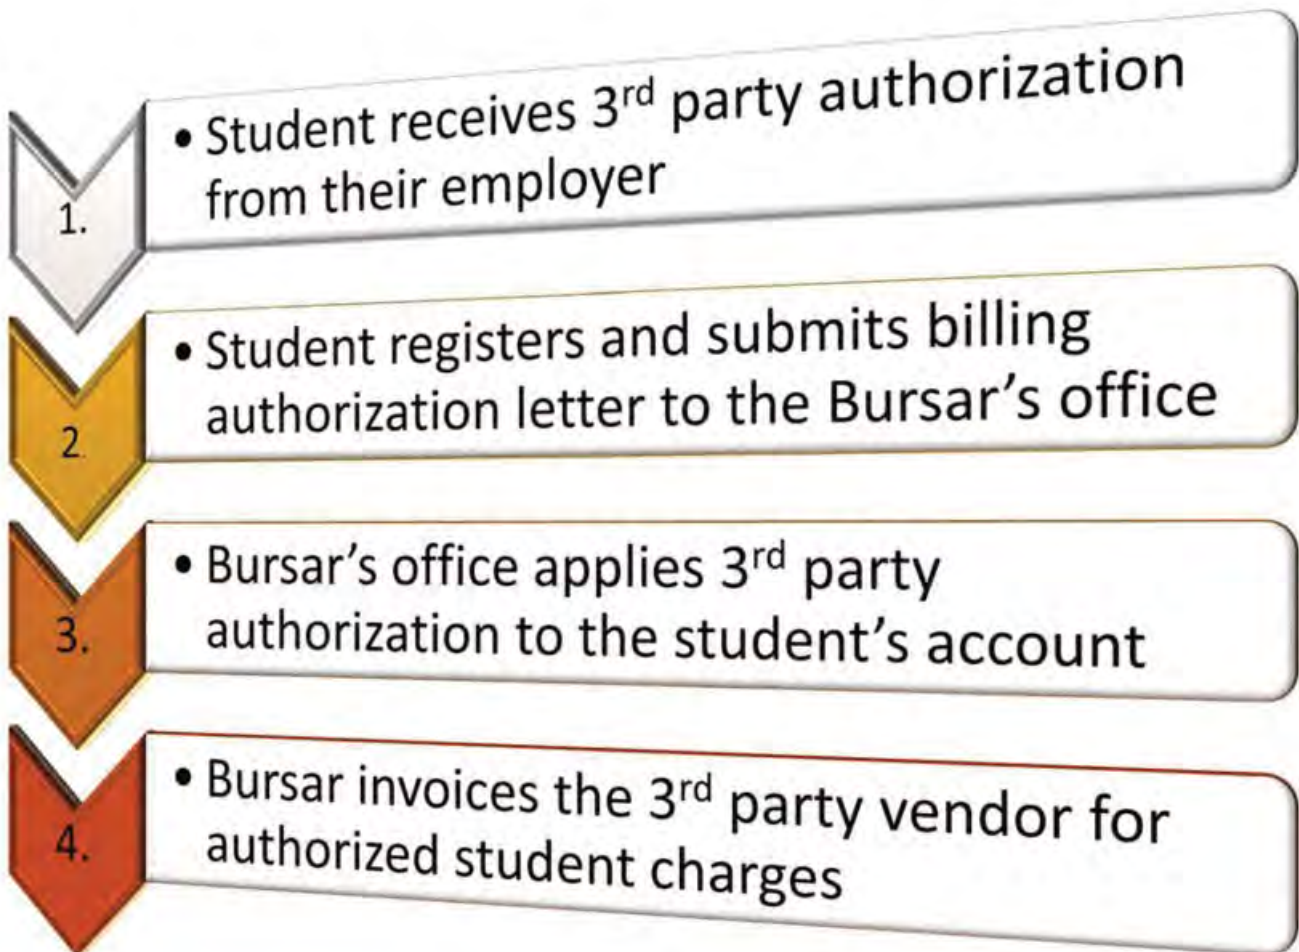 1.
• Student receives 3rd party authorization
from their employer
2.
• Student registers and submits billing
authorization letter to the Bursar's office
3.
• Bursar's office applies 3rd party
authorization to the student's account
4.
• Bursar invoices the 3rd party vendor for
authorized student charges